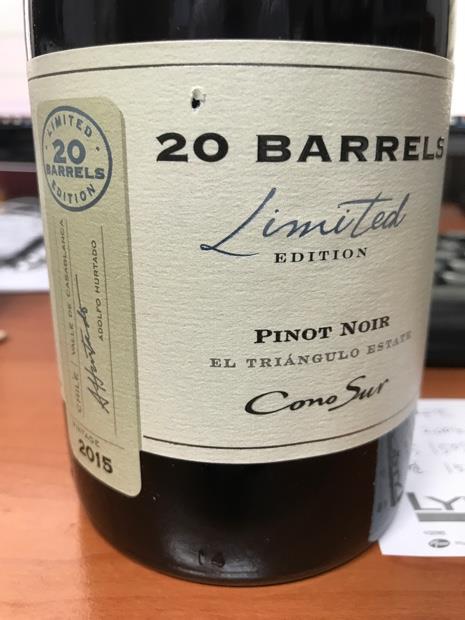 LIMITED
20
BARRELS
EDITION
CHILE VALLE DE CASABLANCA
ADOLFO HURTADO
VINTAGE
2015
20 BARRELS
Limited
EDITION
PINOT NOIR
EL TRIÁNGULO ESTATE
Cono Sur
14